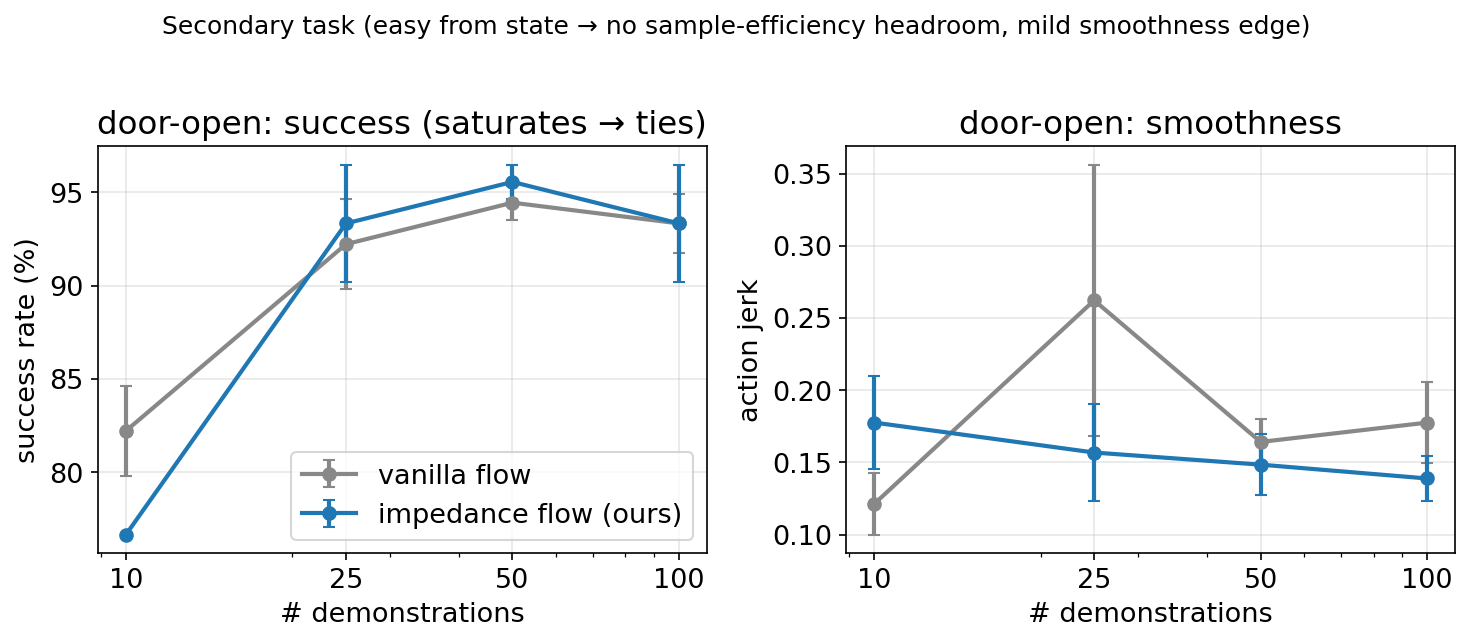 Secondary task (easy from state → no sample-efficiency headroom, mild smoothness edge)
door-open: success (saturates → ties)
success rate (%)
95
90
85
80
vanilla flow
impedance flow (ours)
10
25
50
100
# demonstrations
door-open: smoothness
action jerk
0.35
0.30
0.25
0.20
0.15
0.10
10
25
50
100
# demonstrations